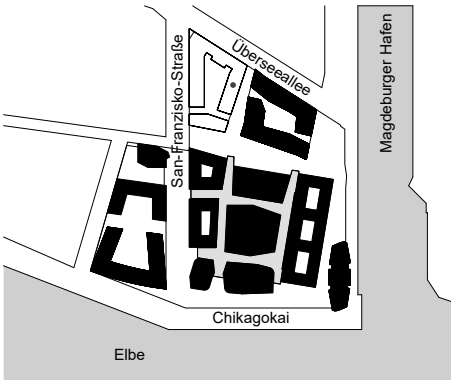 Überseeallee
San-Franzisko-Straße
Magdeburger Hafen
Chikagokai
Elbe